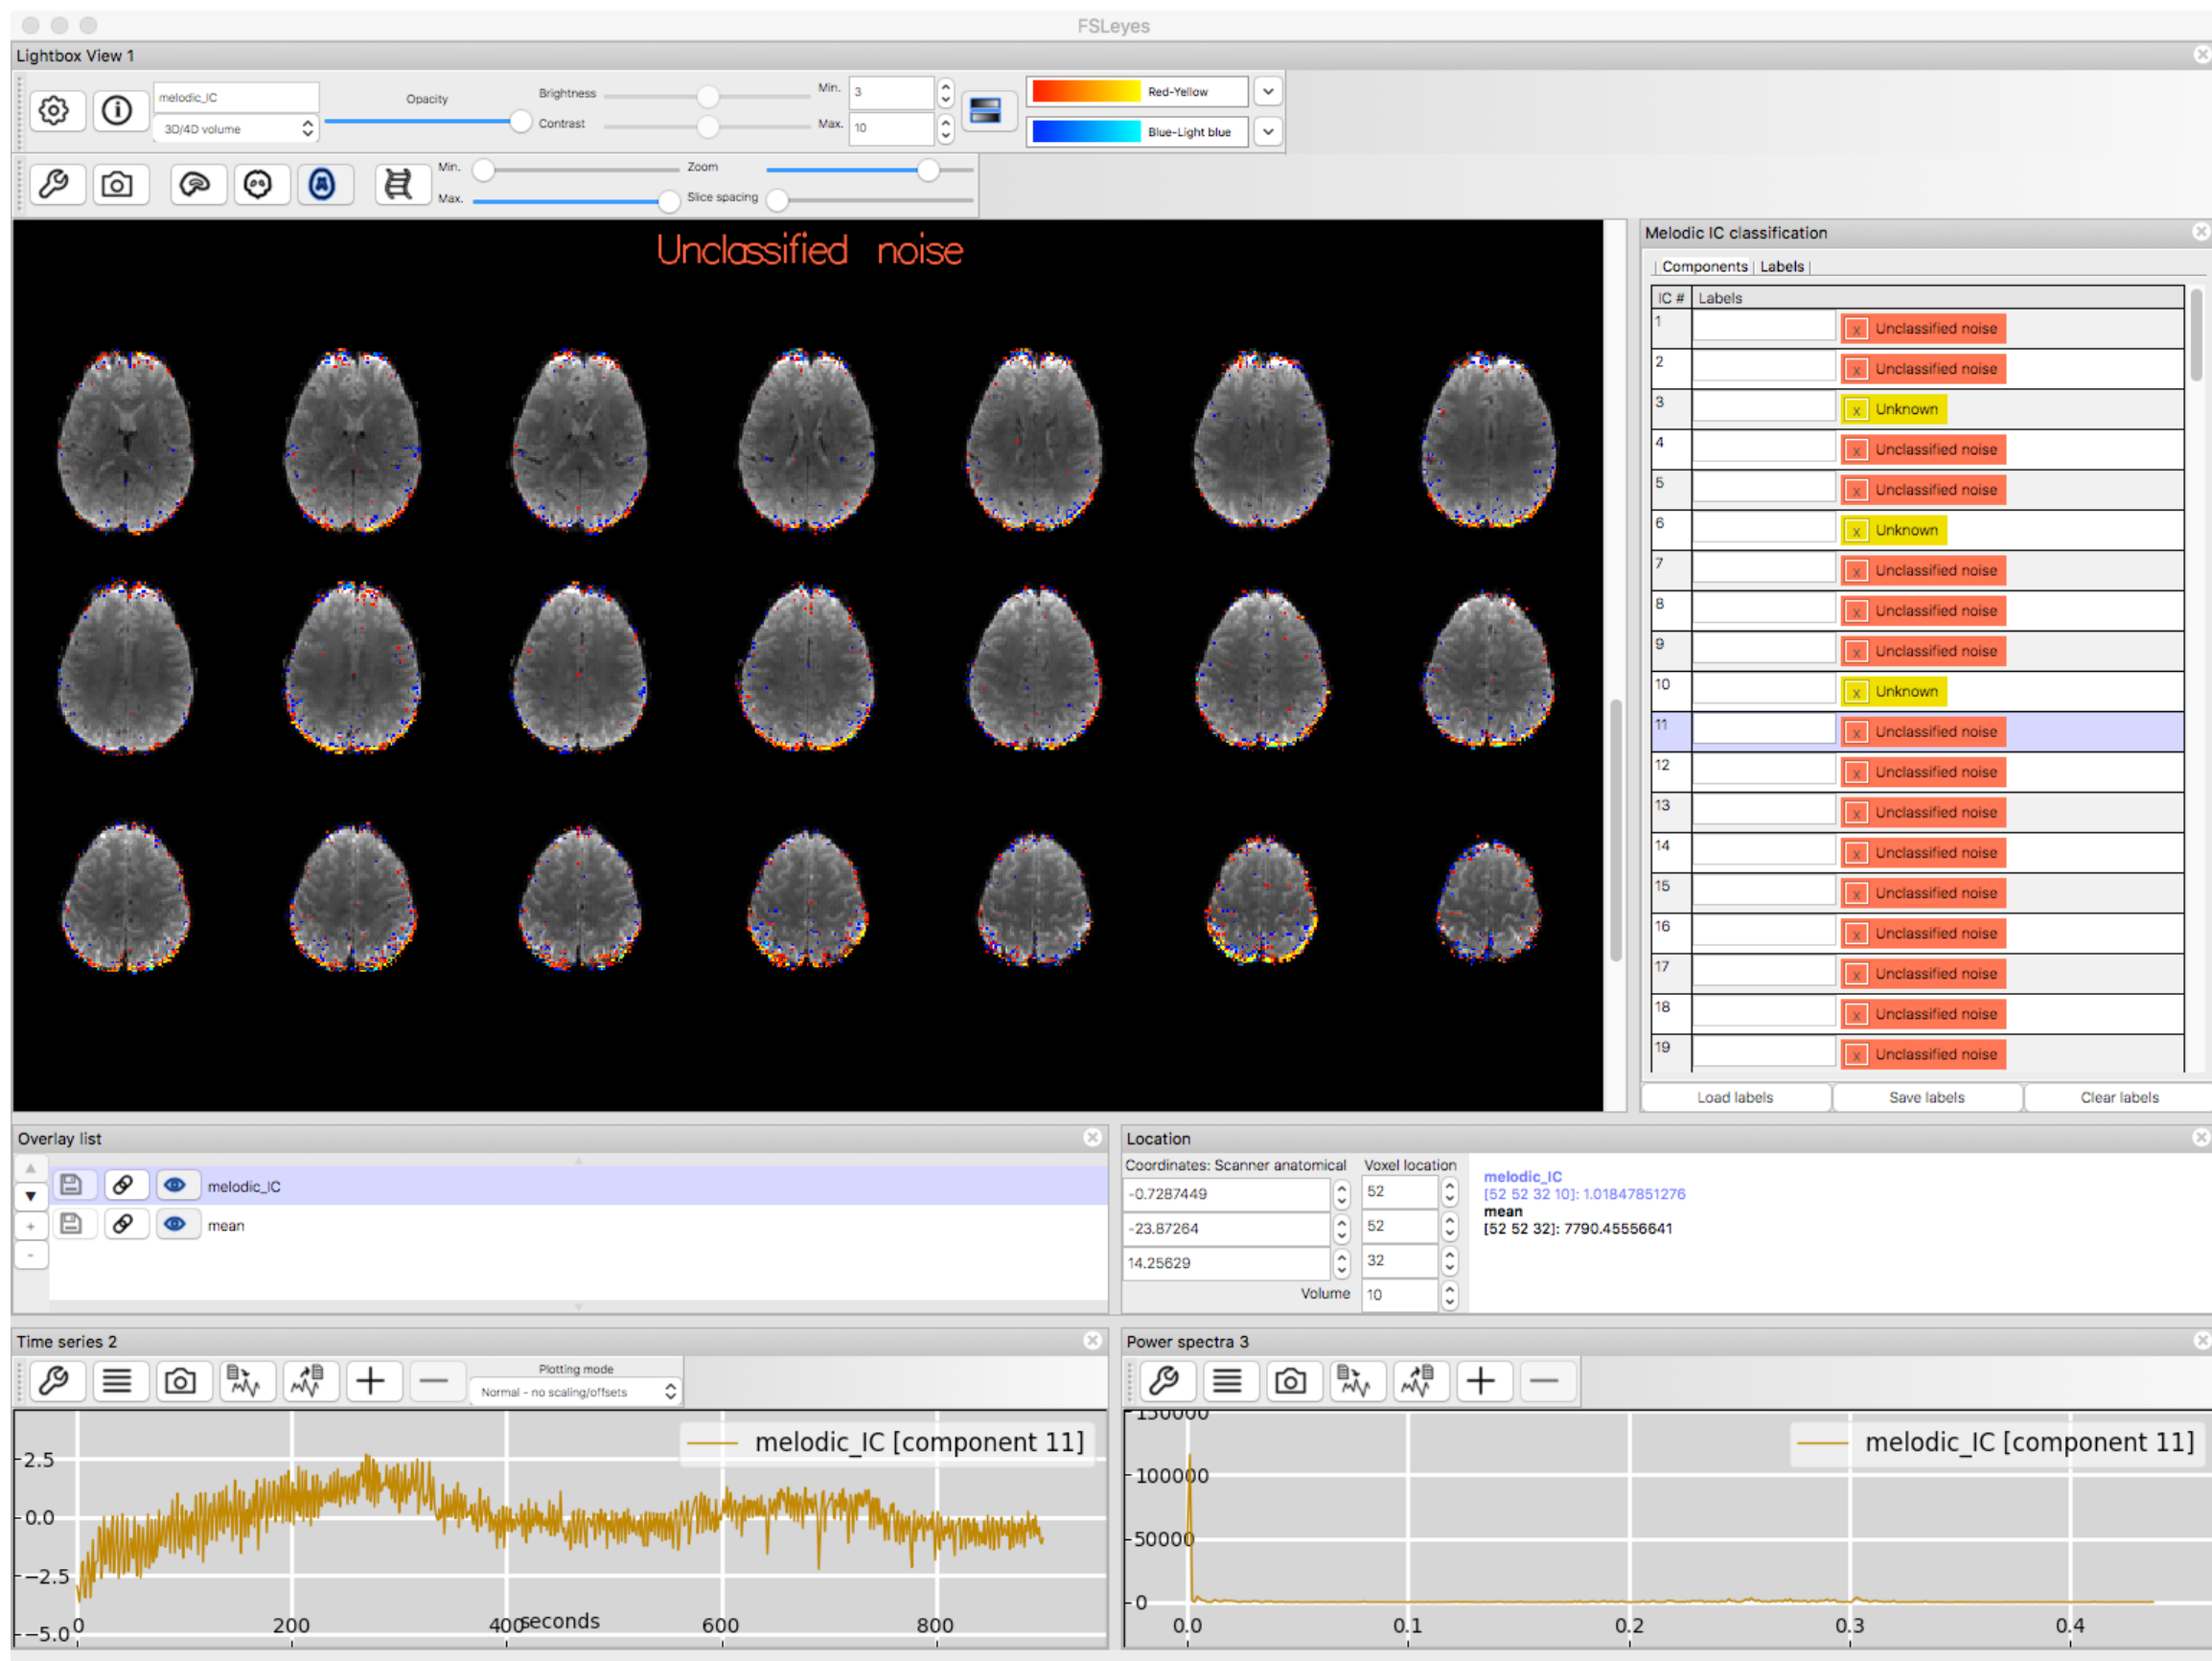 FSLeyes
Lightbox View 1
melodic_IC
3D/4D volume
Opacity
Brightness
Contrast
Min. 3
Max. 10
Red-Yellow
Blue-Light blue
Min.
Max.
Zoom
Slice spacing
Unclassified noise
Melodic IC classification
Components | Labels |
IC # Labels
1 x Unclassified noise
2 x Unclassified noise
3 x Unknown
4 x Unclassified noise
5 x Unclassified noise
6 x Unknown
7 x Unclassified noise
8 x Unclassified noise
9 x Unclassified noise
10 x Unknown
11 x Unclassified noise
12 x Unclassified noise
13 x Unclassified noise
14 x Unclassified noise
15 x Unclassified noise
16 x Unclassified noise
17 x Unclassified noise
18 x Unclassified noise
19 x Unclassified noise
Load labels Save labels Clear labels
Overlay list
melodic_IC
mean
Location
Coordinates: Scanner anatomical Voxel location
-0.7287449 52
-23.87264 52
14.25629 32
Volume 10
melodic_IC
[52 52 32 10]: 1.01847851276
mean
[52 52 32]: 7790.45556641
Time series 2
Plotting mode
Normal - no scaling/offsets
melodic_IC [component 11]
2.5
0.0
−2.5
−5.0
0 200 400 600 800
seconds
Power spectra 3
melodic_IC [component 11]
150000
100000
50000
0
0.0 0.1 0.2 0.3 0.4